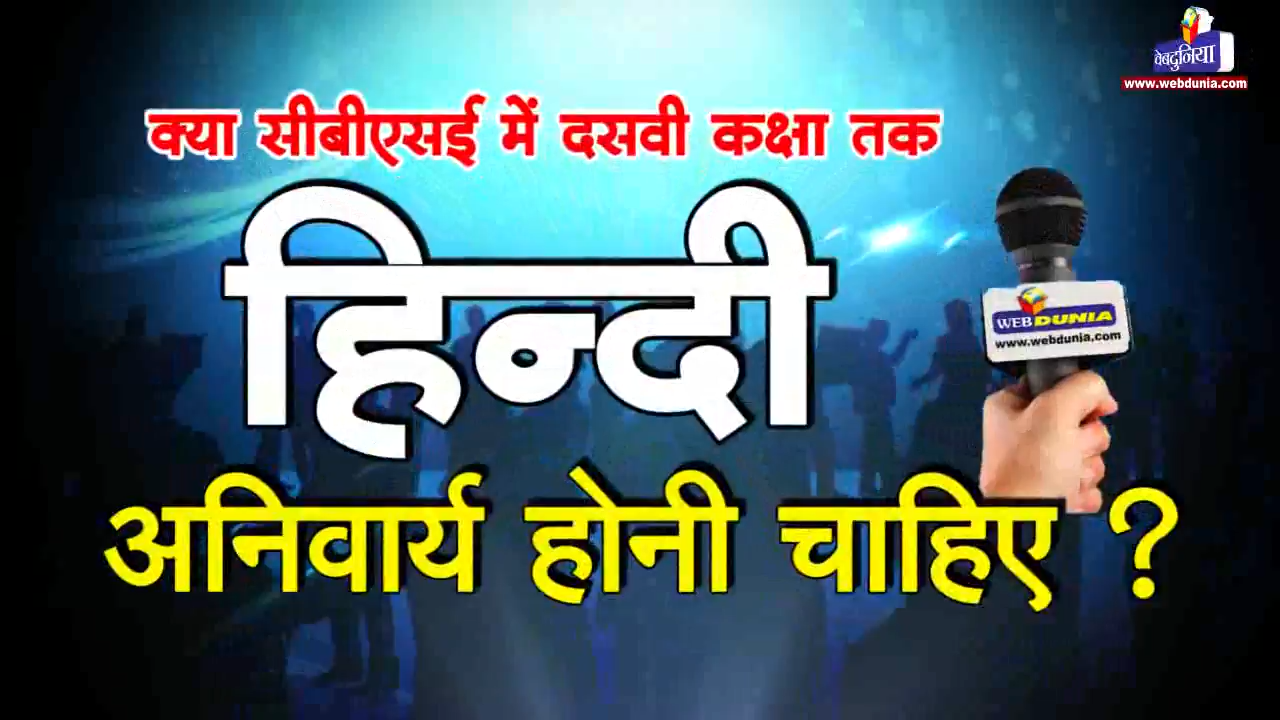 वेबदुनिया
www.webdunia.com
क्या सीबीएसई में दसवी कक्षा तक
हिन्दी
WEBDUNIA
www.webdunia.com
अनिवार्य होनी चाहिए ?